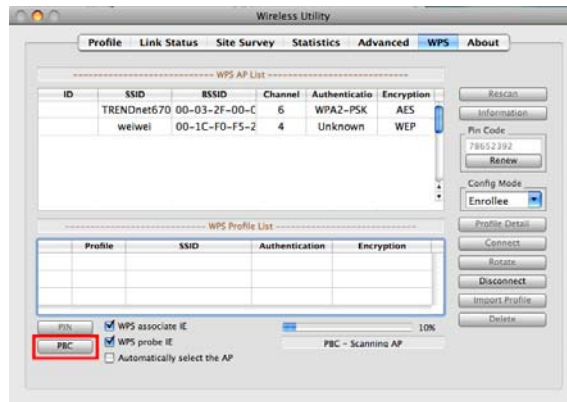 Wireless Utility
Profile Link Status Site Survey Statistics Advanced WPS About
WPS AP List
ID SSID BSSID Channel Authenticatio Encryption
TRENDnet670 00-03-2F-00-C 6 WPA2-PSK AES
weiwei 00-1C-F0-F5-2 4 Unknown WEP
Rescan
Information
Pin Code
78652392
Renew
Config Mode
Enrollee
WPS Profile List
Profile SSID Authentication Encryption
Profile Detail
Connect
Rotate
Disconnect
Import Profile
Delete
PIN
PBC
WPS associate IE
WPS probe IE
Automatically select the AP
10%
PBC - Scanning AP